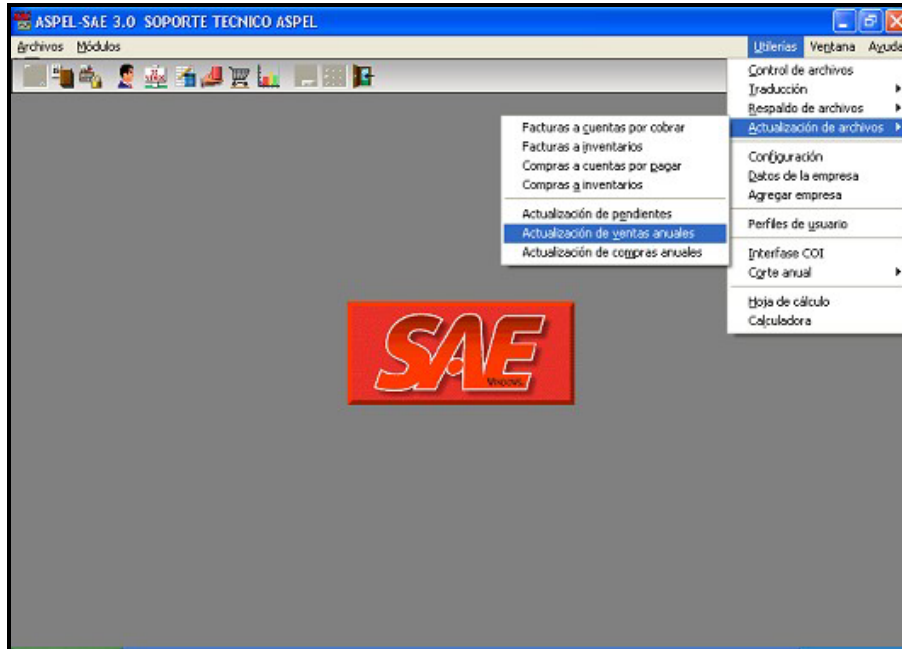 ASPEL-SAE 3.0 SOPORTE TECNICO ASPEL
Archivos Módulos Utilerías Ventana Ayuda
Control de archivos
Traducción
Respaldo de archivos
Actualización de archivos
Configuración
Datos de la empresa
Agregar empresa
Perfiles de usuario
Interfase COI
Corte anual
Hoja de cálculo
Calculadora
Facturas a cuentas por cobrar
Facturas a inventarios
Compras a cuentas por pagar
Compras a inventarios
Actualización de pendientes
Actualización de ventas anuales
Actualización de compras anuales
SAE
WINDOWS